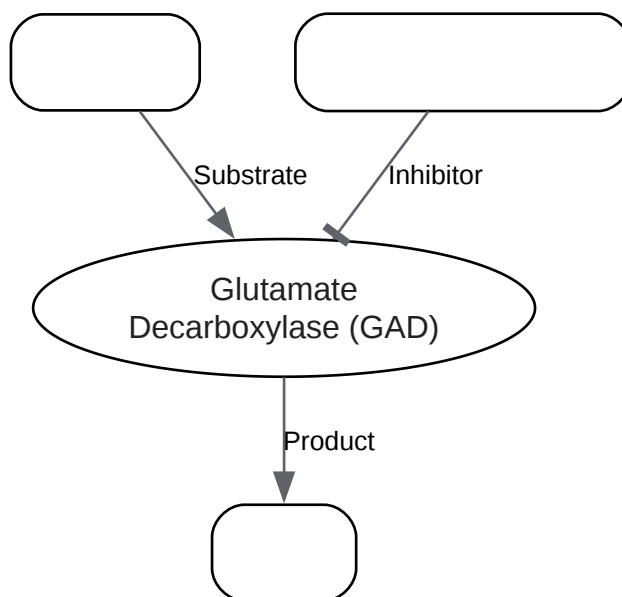 Substrate
Inhibitor
Glutamate
Decarboxylase (GAD)
Product